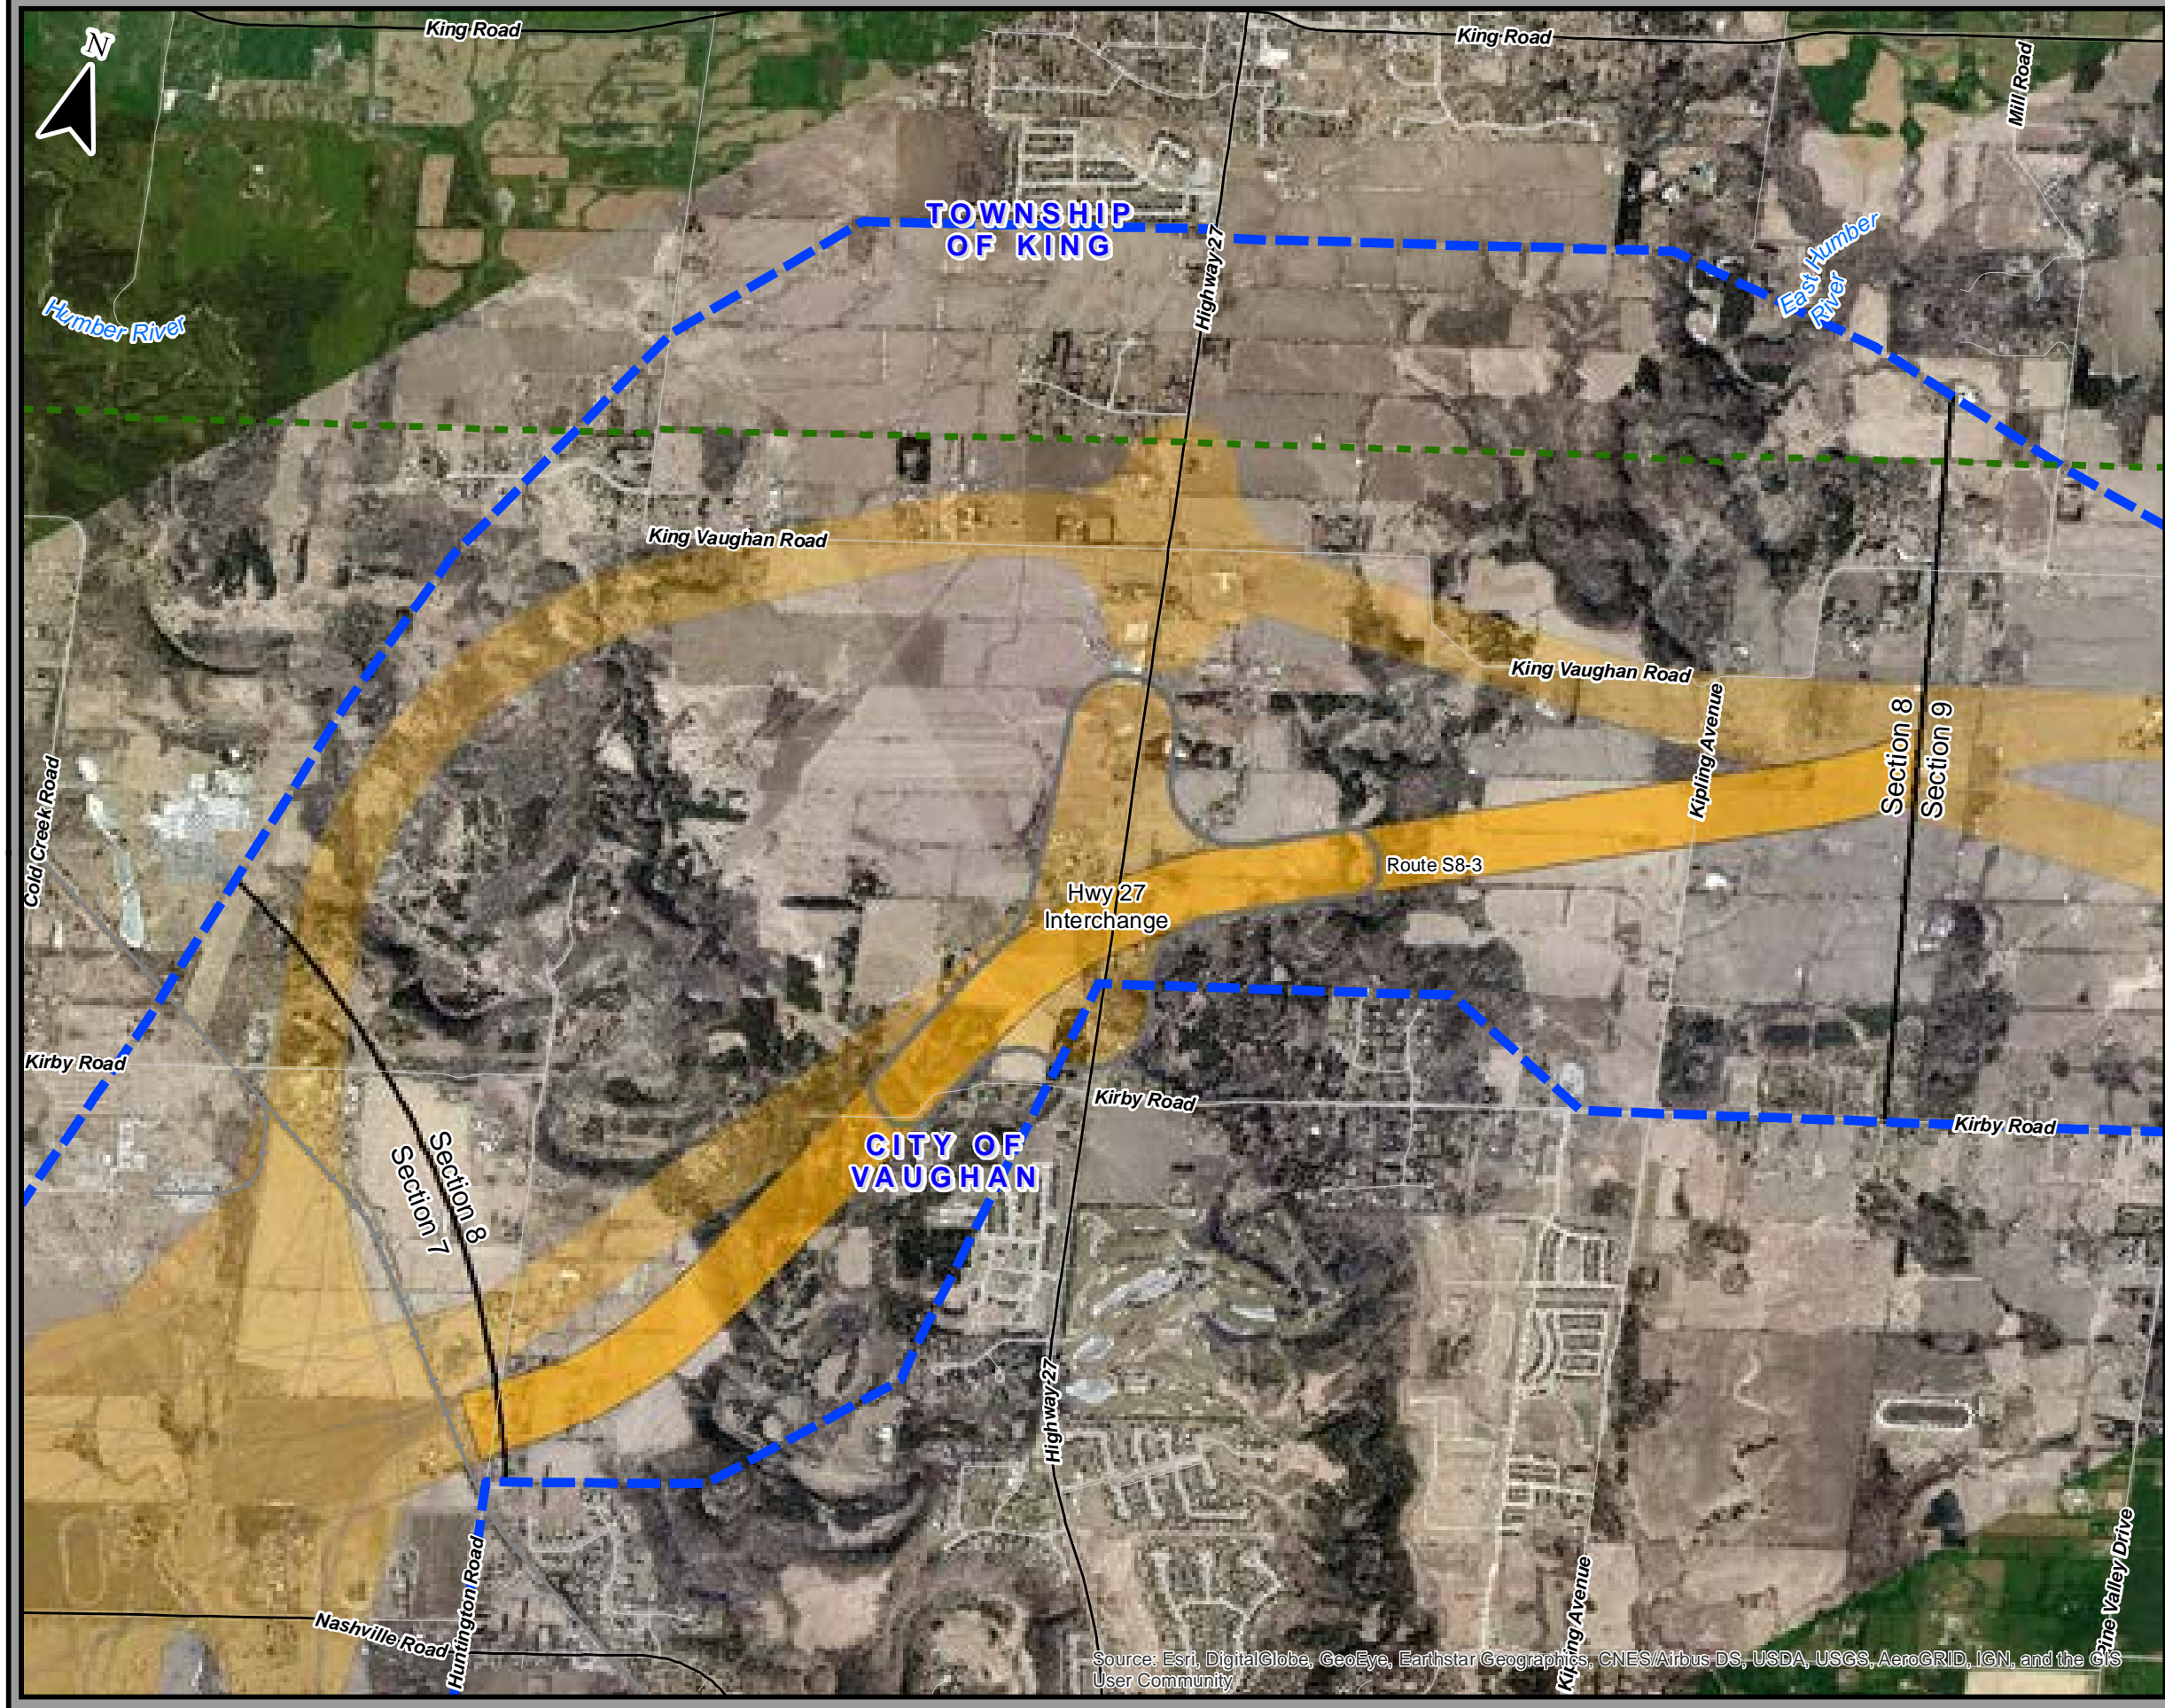 King Road
King Road
N
Mill Road
TOWNSHIP
OF KING
Highway 27
East Humber
River
Humber River
King Vaughan Road
King Vaughan Road
Kipling Avenue
Section 8
Section 9
Cold Creek Road
Route S8-3
Hwy 27
Interchange
Kirby Road
Kirby Road
Kirby Road
CITY OF
VAUGHAN
Section 8
Section 7
Highway 27
Huntington Road
Nashville Road
Kipling Avenue
Pine Valley Drive
Source: Esri, DigitalGlobe, GeoEye, Earthstar Geographics, CNES/Airbus DS, USDA, USGS, AeroGRID, IGN, and the GIS
User Community